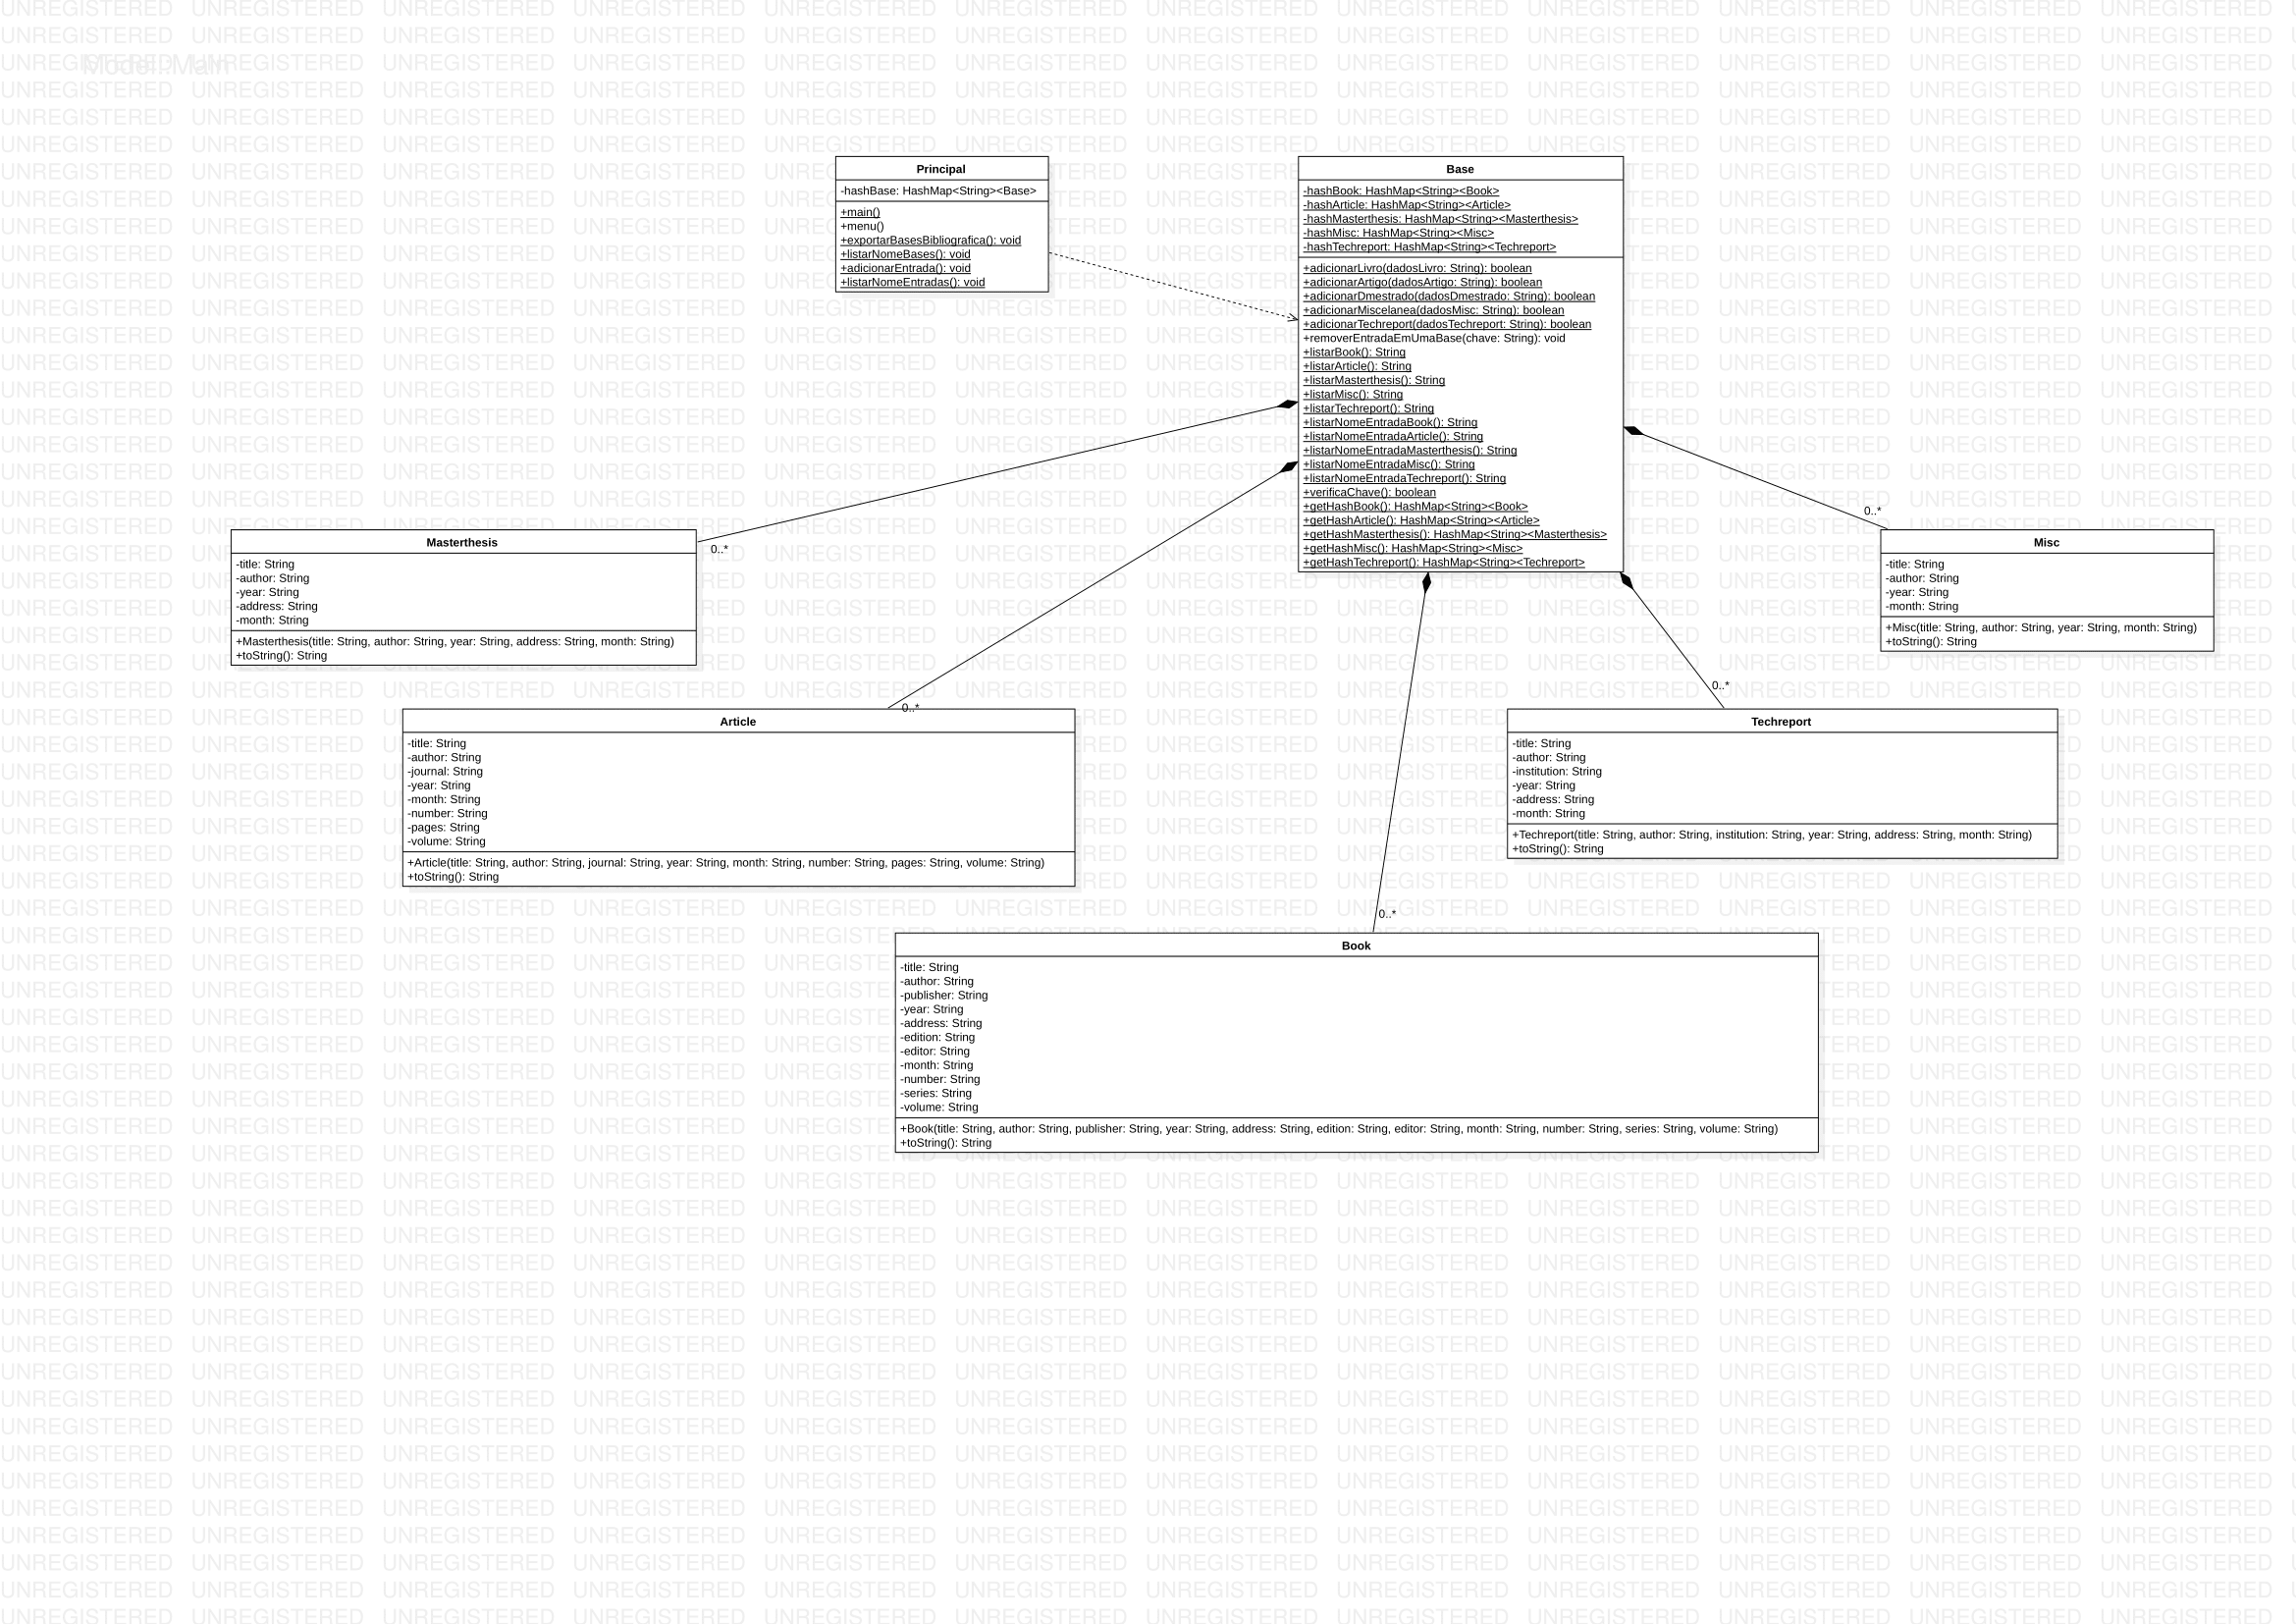 Model::Main
Principal
-hashBase: HashMap<String><Base>
+main()
+menu()
+exportarBasesBibliografica(): void
+listarNomeBases(): void
+adicionarEntrada(): void
+listarNomeEntradas(): void
Base
-hashBook: HashMap<String><Book>
-hashArticle: HashMap<String><Article>
-hashMasterthesis: HashMap<String><Masterthesis>
-hashMisc: HashMap<String><Misc>
-hashTechreport: HashMap<String><Techreport>
+adicionarLivro(dadosLivro: String): boolean
+adicionarArtigo(dadosArtigo: String): boolean
+adicionarDmestrado(dadosDmestrado: String): boolean
+adicionarMiscelanea(dadosMisc: String): boolean
+adicionarTechreport(dadosTechreport: String): boolean
+removerEntradaEmUmaBase(chave: String): void
+listarBook(): String
+listarArticle(): String
+listarMasterthesis(): String
+listarMisc(): String
+listarTechreport(): String
+listarNomeEntradaBook(): String
+listarNomeEntradaArticle(): String
+listarNomeEntradaMasterthesis(): String
+listarNomeEntradaMisc(): String
+listarNomeEntradaTechreport(): String
+verificaChave(): boolean
+getHashBook(): HashMap<String><Book>
+getHashArticle(): HashMap<String><Article>
+getHashMasterthesis(): HashMap<String><Masterthesis>
+getHashMisc(): HashMap<String><Misc>
+getHashTechreport(): HashMap<String><Techreport>
0..*
Masterthesis
-title: String
-author: String
-year: String
-address: String
-month: String
+Masterthesis(title: String, author: String, year: String, address: String, month: String)
+toString(): String
0..*
Misc
-title: String
-author: String
-year: String
-month: String
+Misc(title: String, author: String, year: String, month: String)
+toString(): String
0..*
Article
-title: String
-author: String
-journal: String
-year: String
-month: String
-number: String
-pages: String
-volume: String
+Article(title: String, author: String, journal: String, year: String, month: String, number: String, pages: String, volume: String)
+toString(): String
0..*
Techreport
-title: String
-author: String
-institution: String
-year: String
-address: String
-month: String
+Techreport(title: String, author: String, institution: String, year: String, address: String, month: String)
+toString(): String
0..*
Book
-title: String
-author: String
-publisher: String
-year: String
-address: String
-edition: String
-editor: String
-month: String
-number: String
-series: String
-volume: String
+Book(title: String, author: String, publisher: String, year: String, address: String, edition: String, editor: String, month: String, number: String, series: String, volume: String)
+toString(): String
UNREGISTERED